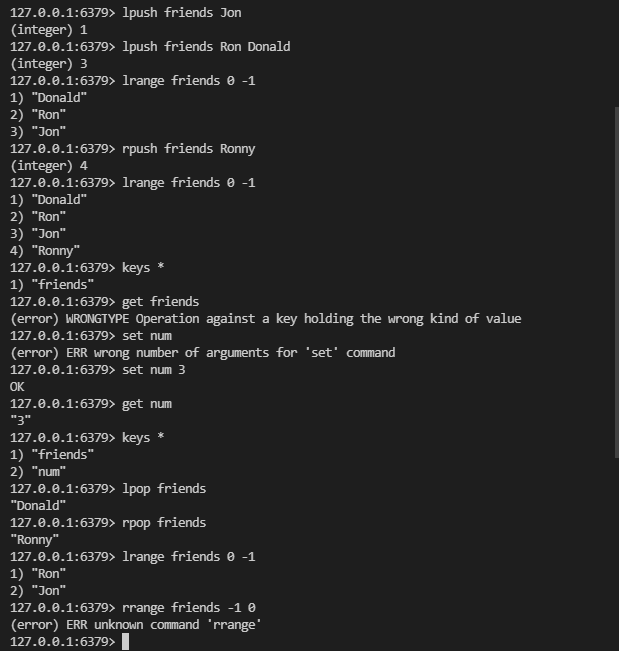 127.0.0.1:6379> lpush friends Jon
(integer) 1
127.0.0.1:6379> lpush friends Ron Donald
(integer) 3
127.0.0.1:6379> lrange friends 0 -1
1) "Donald"
2) "Ron"
3) "Jon"
127.0.0.1:6379> rpush friends Ronny
(integer) 4
127.0.0.1:6379> lrange friends 0 -1
1) "Donald"
2) "Ron"
3) "Jon"
4) "Ronny"
127.0.0.1:6379> keys *
1) "friends"
127.0.0.1:6379> get friends
(error) WRONGTYPE Operation against a key holding the wrong kind of value
127.0.0.1:6379> set num
(error) ERR wrong number of arguments for 'set' command
127.0.0.1:6379> set num 3
OK
127.0.0.1:6379> get num
"3"
127.0.0.1:6379> keys *
1) "friends"
2) "num"
127.0.0.1:6379> lpop friends
"Donald"
127.0.0.1:6379> rpop friends
"Ronny"
127.0.0.1:6379> lrange friends 0 -1
1) "Ron"
2) "Jon"
127.0.0.1:6379> rrange friends -1 0
(error) ERR unknown command 'rrange'
127.0.0.1:6379>